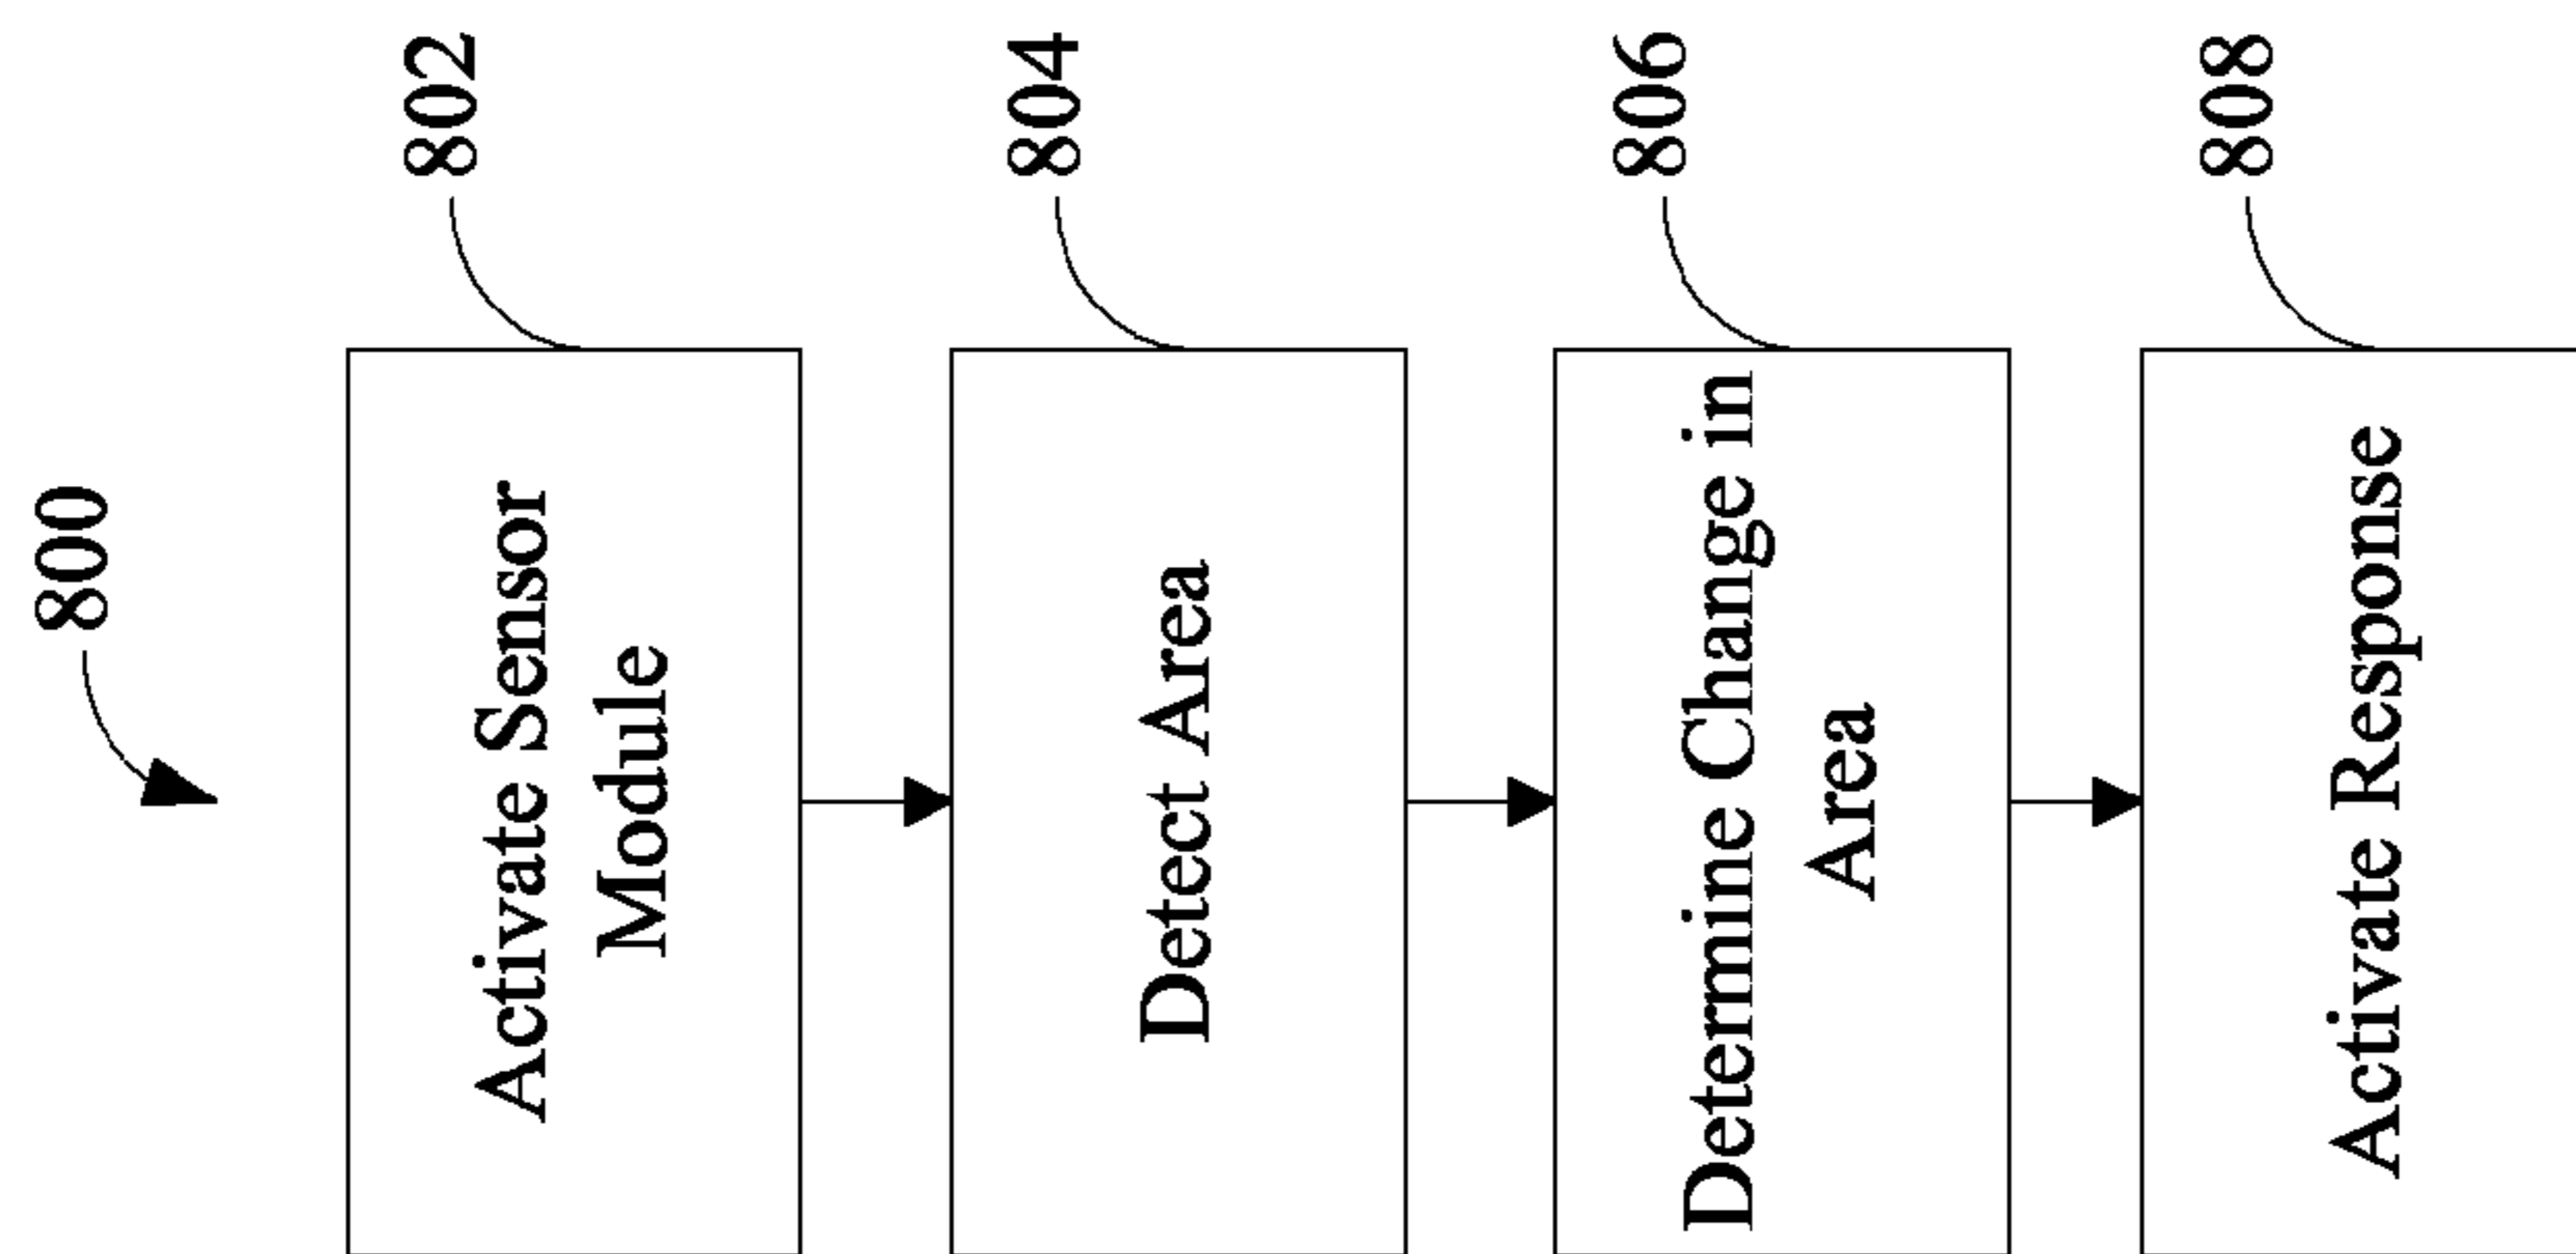 800
802
Activate Sensor
Module
804
Detect Area
806
Determine Change in
Area
808
Activate Response